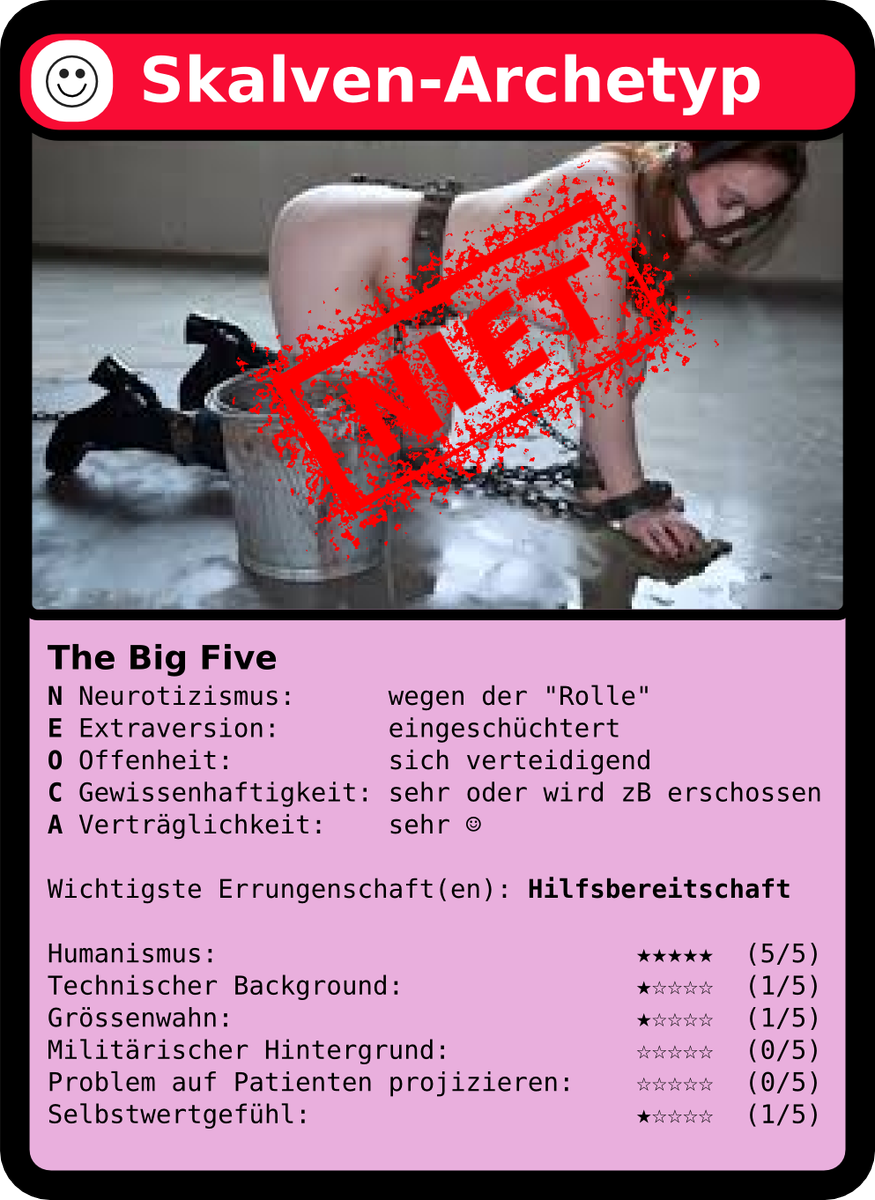 Skalven-Archetyp
NIET
The Big Five
N Neurotizismus: wegen der "Rolle"
E Extraversion: eingeschüchtert
O Offenheit: sich verteidigend
C Gewissenhaftigkeit: sehr oder wird zB erschossen
A Verträglichkeit: sehr ☺
Wichtigste Errungenschaft(en): Hilfsbereitschaft
Humanismus: ★★★★★ (5/5)
Technischer Background: ★☆☆☆☆ (1/5)
Grössenwahn: ★☆☆☆☆ (1/5)
Militärischer Hintergrund: ☆☆☆☆☆ (0/5)
Problem auf Patienten projizieren: ☆☆☆☆☆ (0/5)
Selbstwertgefühl: ★☆☆☆☆ (1/5)